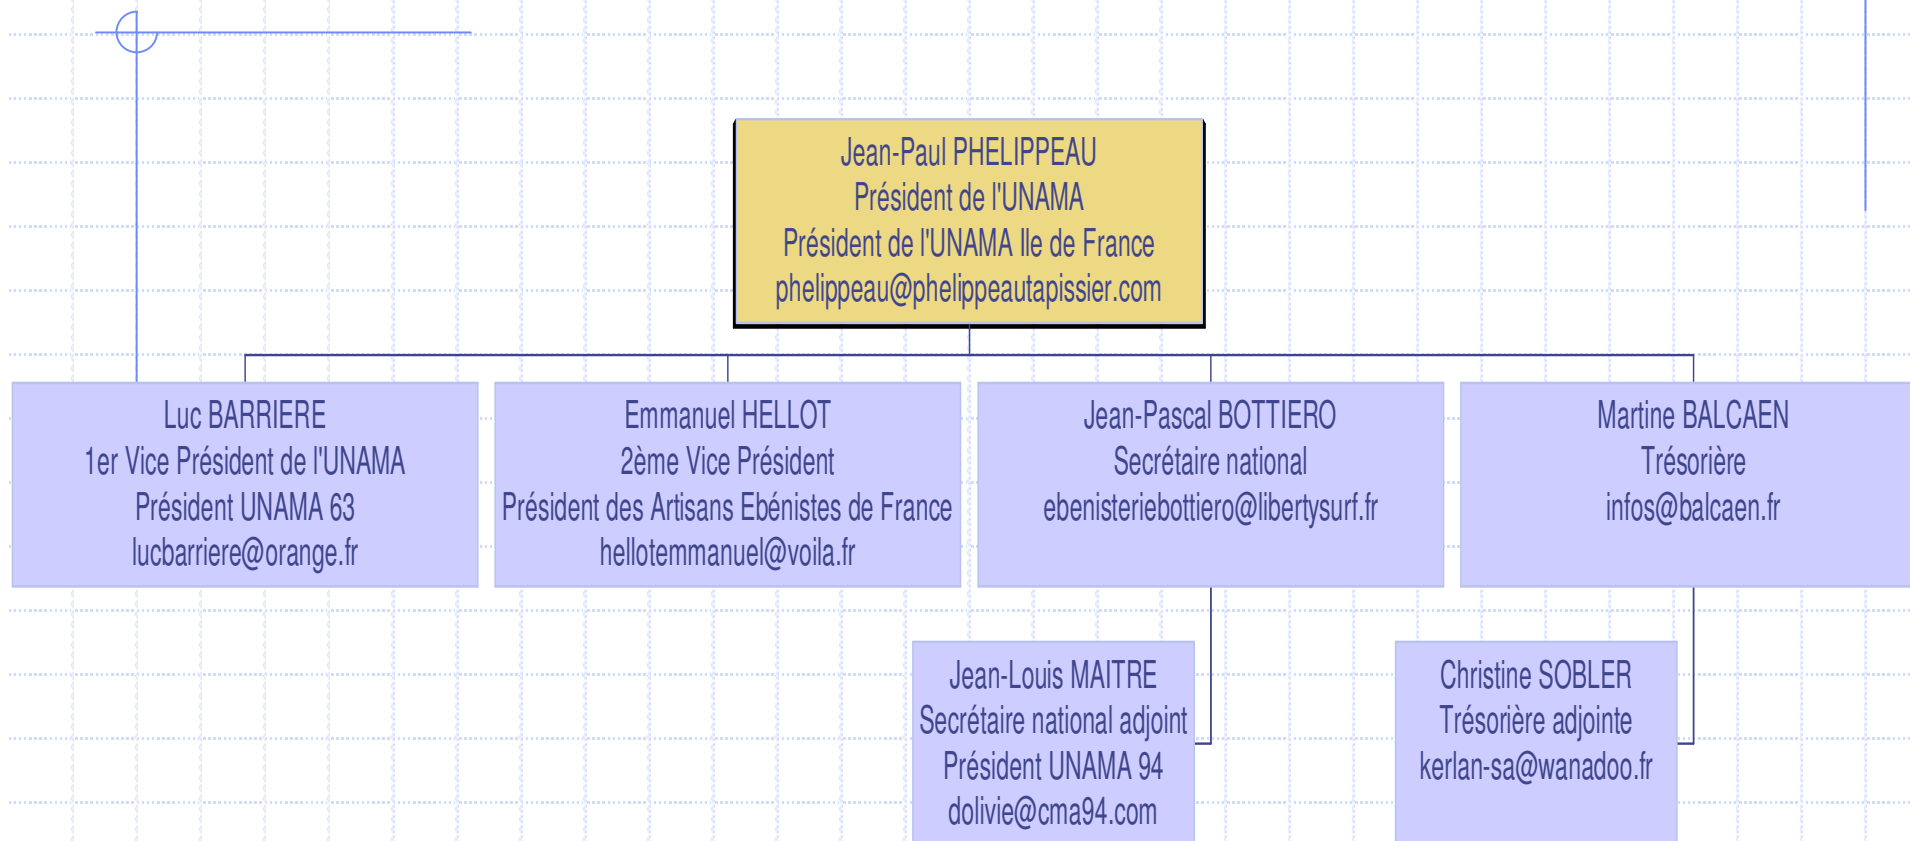 Jean-Paul PHELIPPEAU
Président de l'UNAMA
Président de l'UNAMA Ile de France
phelippeau@phelippeautapissier.com
Luc BARRIERE
1er Vice Président de l'UNAMA
Président UNAMA 63
lucbarriere@orange.fr
Emmanuel HELLOT
2ème Vice Président
Président des Artisans Ebénistes de France
hellotemmanuel@voila.fr
Jean-Pascal BOTTIERO
Secrétaire national
ebenisteriebottiero@libertysurf.fr
Martine BALCAEN
Trésorière
infos@balcaen.fr
Jean-Louis MAITRE
Secrétaire national adjoint
Président UNAMA 94
dolivie@cma94.com
Christine SOBLER
Trésorière adjointe
kerlan-sa@wanadoo.fr